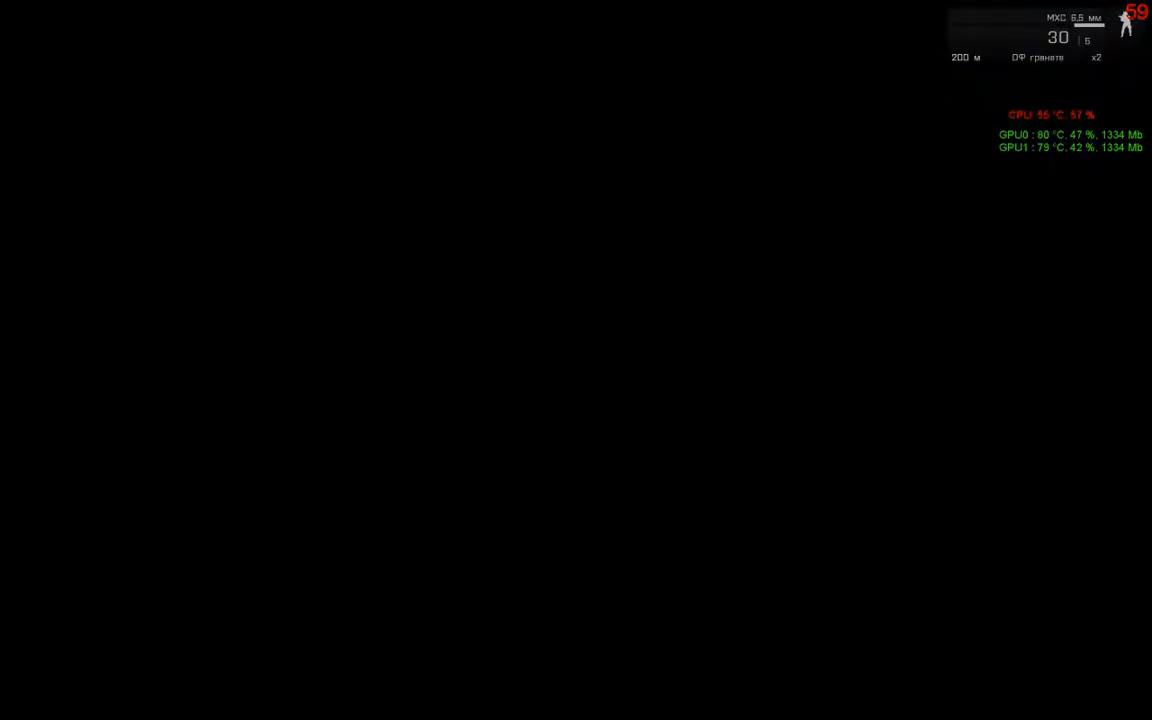 59
MXC 6,5 мм
30 | 5
200 м ОФ граната x2
CPU: 55 °C, 57 %
GPU0 : 80 °C, 47 %, 1334 Mb
GPU1 : 79 °C, 42 %, 1334 Mb